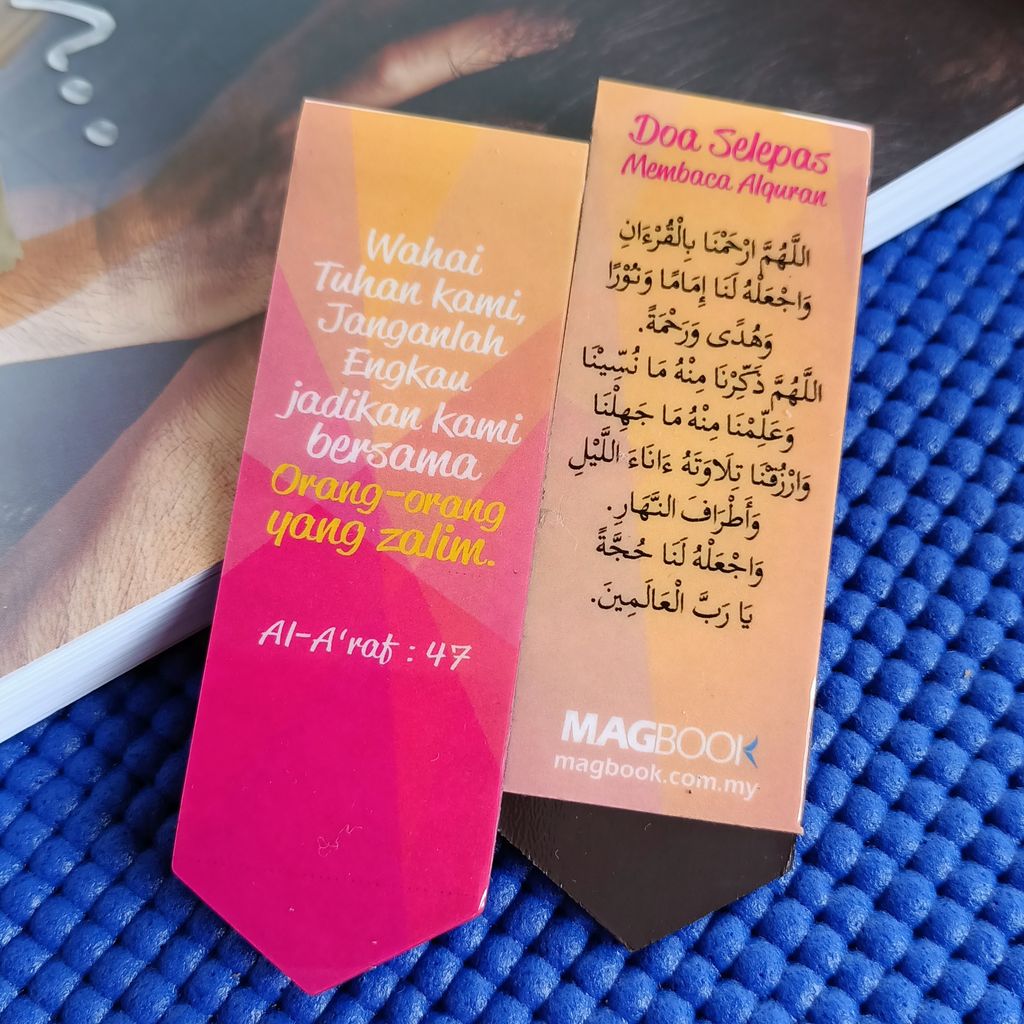 Wahai
Tuhan kami,
Janganlah
Engkau
jadikan kami
bersama
Orang-orang
yang zalim.
Al-A'raf : 47
Doa Selepas
Membaca Alquran
اللَّهُمَّ ارْحَمْنَا بِالْقُرْءَانِ
وَاجْعَلْهُ لَنَا إِمَامًا وَنُوْرًا
وَهُدًى وَرَحْمَةً.
اللَّهُمَّ ذَكِّرْنَا مِنْهُ مَا نُسِّيْنَا
وَعَلِّمْنَا مِنْهُ مَا جَهِلْنَا
وَارْزُقْنَا تِلَاوَتَهُ ءَانَاءَ اللَّيْلِ
وَأَطْرَافَ النَّهَارِ.
وَاجْعَلْهُ لَنَا حُجَّةً
يَا رَبَّ الْعَالَمِينَ.
MAGBOOK
magbook.com.my